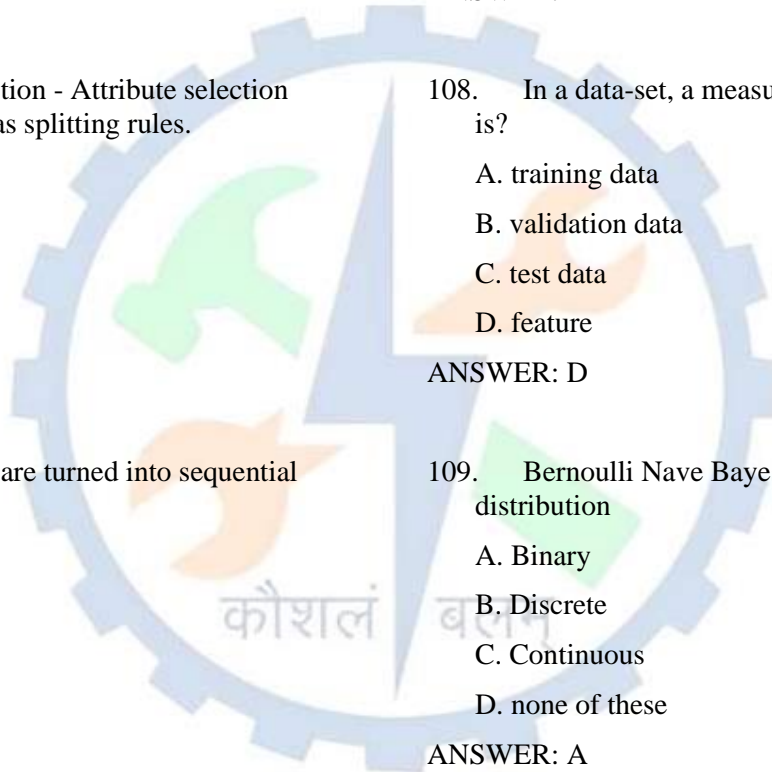 tion - Attribute selection
as splitting rules.
are turned into sequential
108. In a data-set, a measu
is?
A. training data
B. validation data
C. test data
D. feature
ANSWER: D
109. Bernoulli Nave Baye
distribution
A. Binary
B. Discrete
C. Continuous
D. none of these
ANSWER: A
कौशलं बलम्